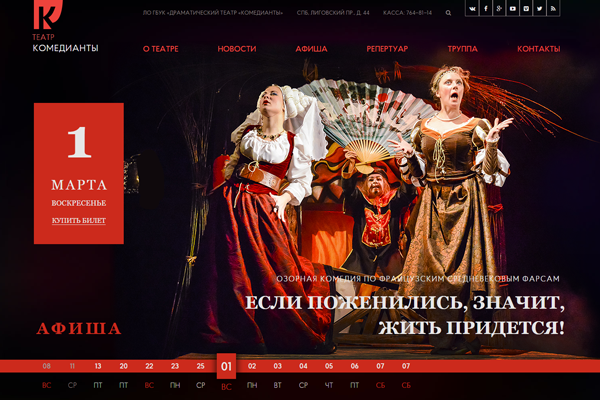 К
ТЕАТР
КОМЕДИАНТЫ
ЛО ГБУК «ДРАМАТИЧЕСКИЙ ТЕАТР «КОМЕДИАНТЫ»
СПБ, ЛИГОВСКИЙ ПР., Д. 44
КАССА: 764-81-14
О ТЕАТРЕ
НОВОСТИ
АФИША
РЕПЕРТУАР
ТРУППА
КОНТАКТЫ
1
МАРТА
ВОСКРЕСЕНЬЕ
КУПИТЬ БИЛЕТ
ОЗОРНАЯ КОМЕДИЯ ПО ФРАНЦУЗСКИМ СРЕДНЕВЕКОВЫМ ФАРСАМ
ЕСЛИ ПОЖЕНИЛИСЬ, ЗНАЧИТ,
ЖИТЬ ПРИДЕТСЯ!
АФИША
08 11 13 20 22 23 25 01 02 03 04 05 06 07 07
ВС СР ПТ ПТ ВС ПН СР ВС ПН ВТ СР ЧТ ПТ СБ СБ